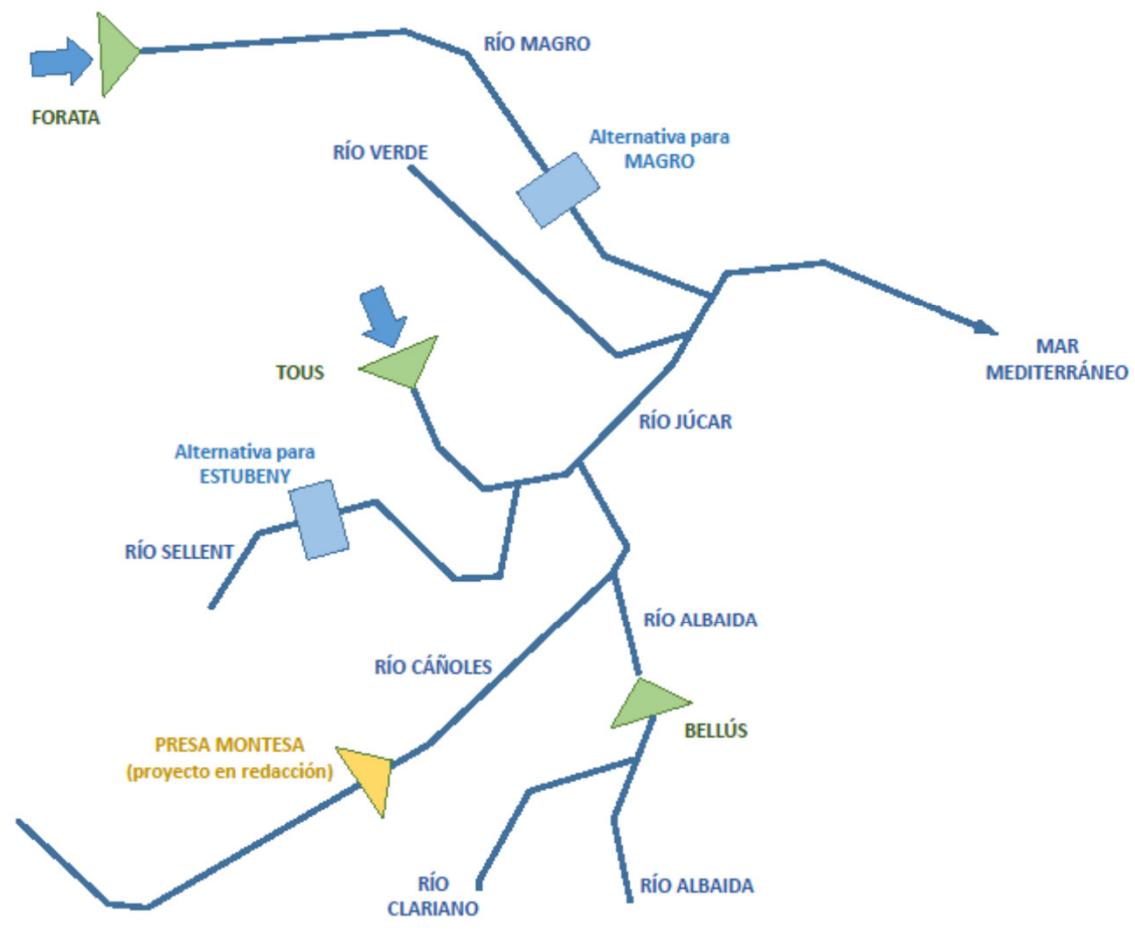 RÍO MAGRO
FORATA
Alternativa para
MAGRO
RÍO VERDE
MAR
MEDITERRÁNEO
TOUS
RÍO JÚCAR
Alternativa para
ESTUBENY
RÍO SELLENT
RÍO ALBAIDA
RÍO CÁÑOLES
BELLÚS
PRESA MONTESA
(proyecto en redacción)
RÍO
CLARIANO
RÍO ALBAIDA